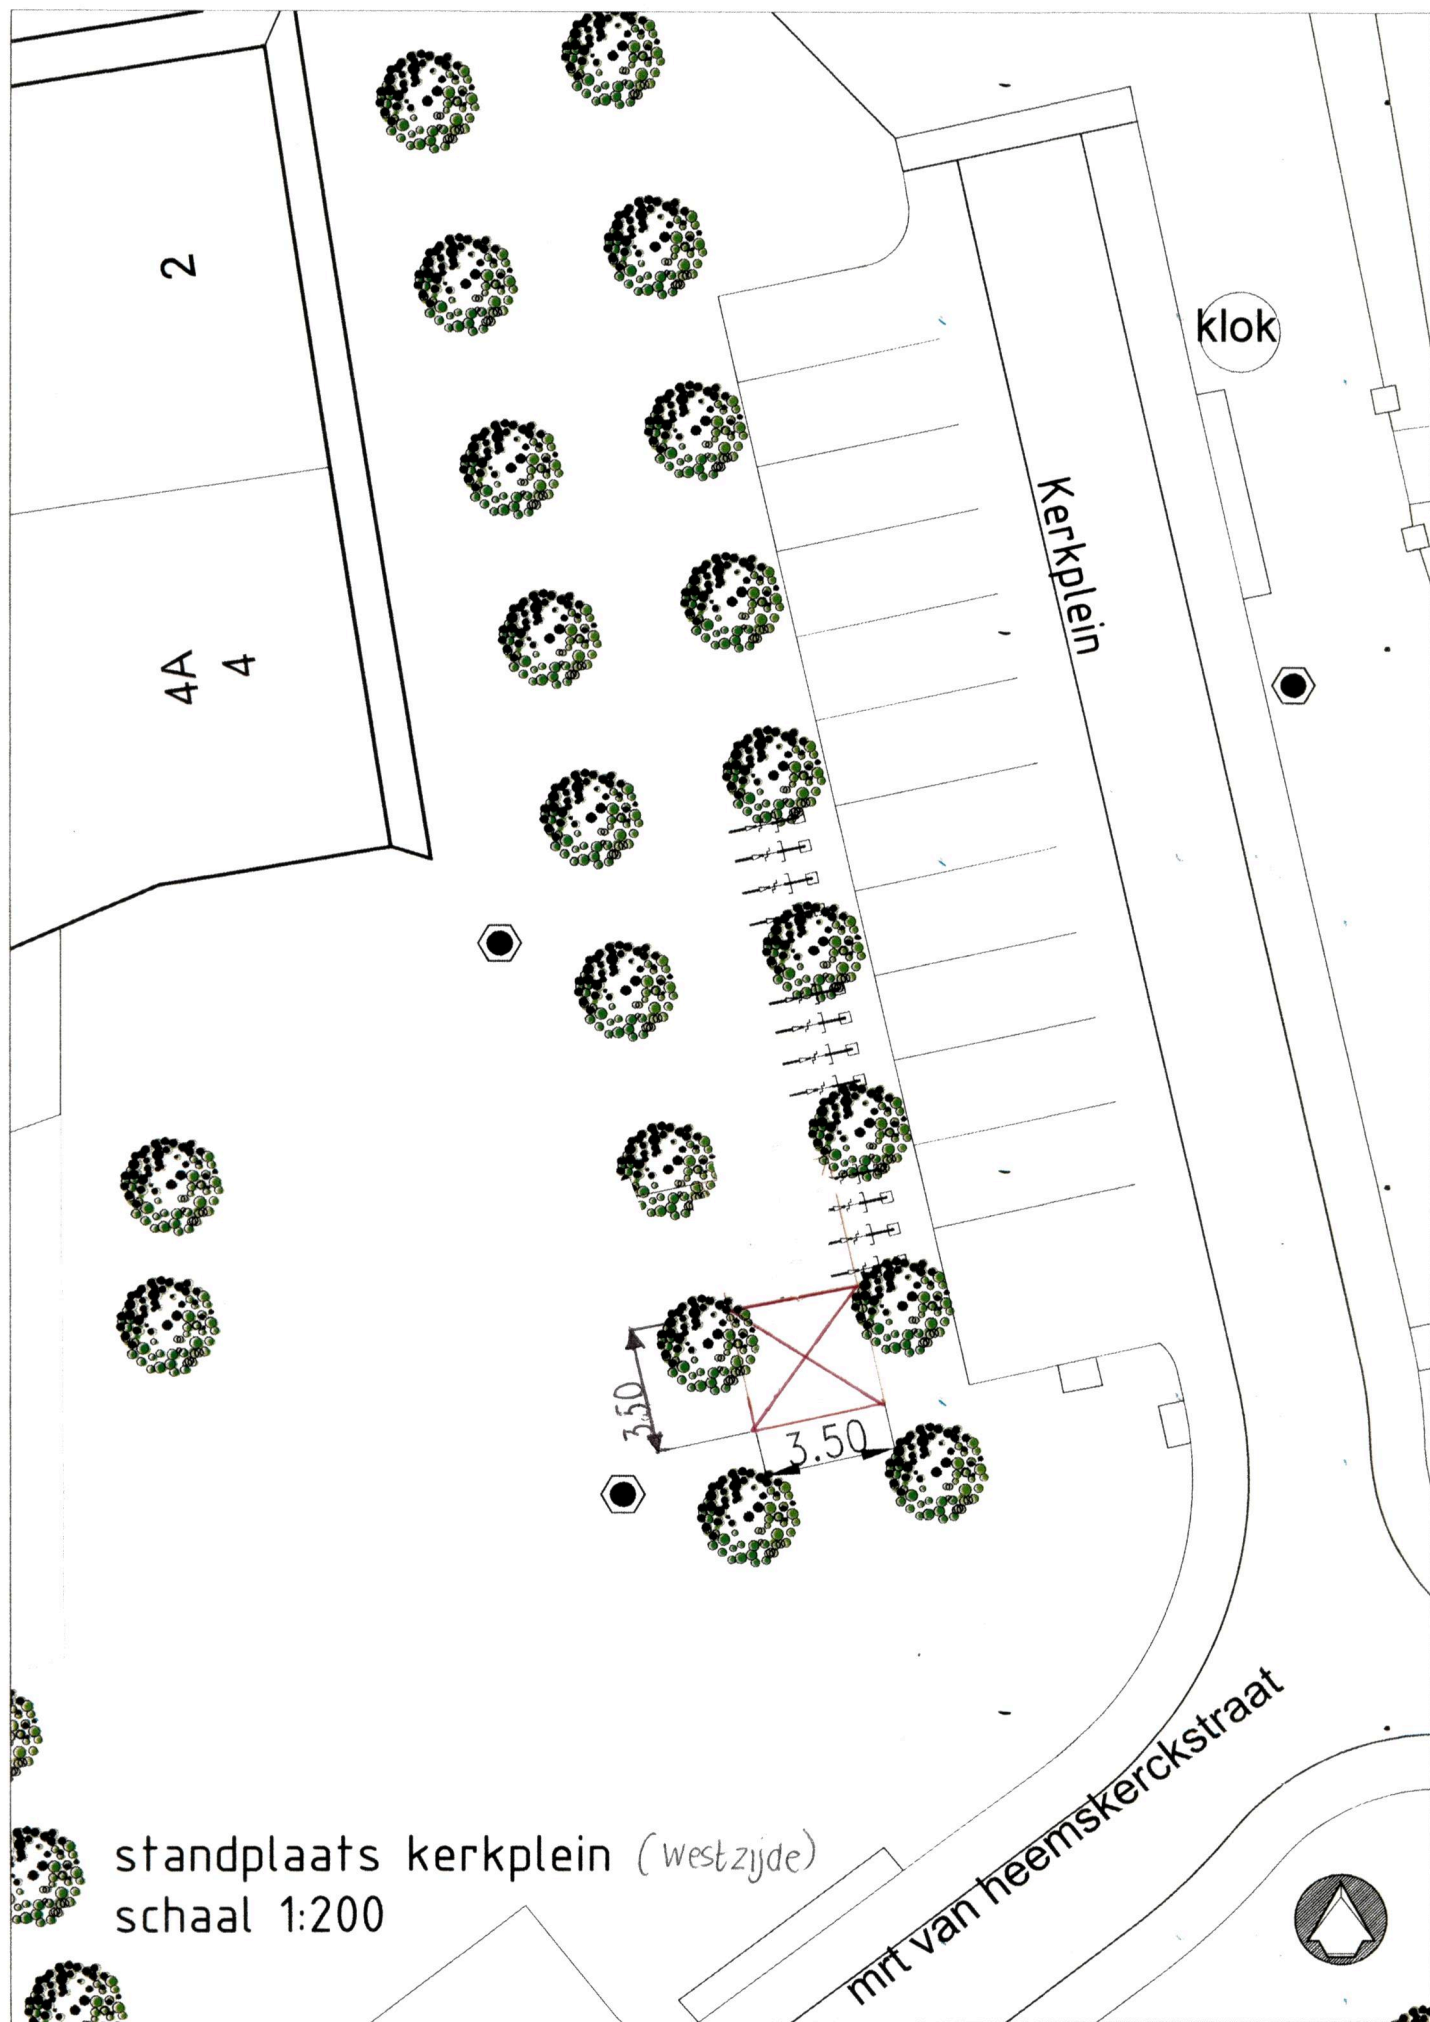 2
klok
Kerkplein
4A
4
3.50
3.50
mrt van heemskerckstraat
standplaats kerkplein (westzijde)
schaal 1:200